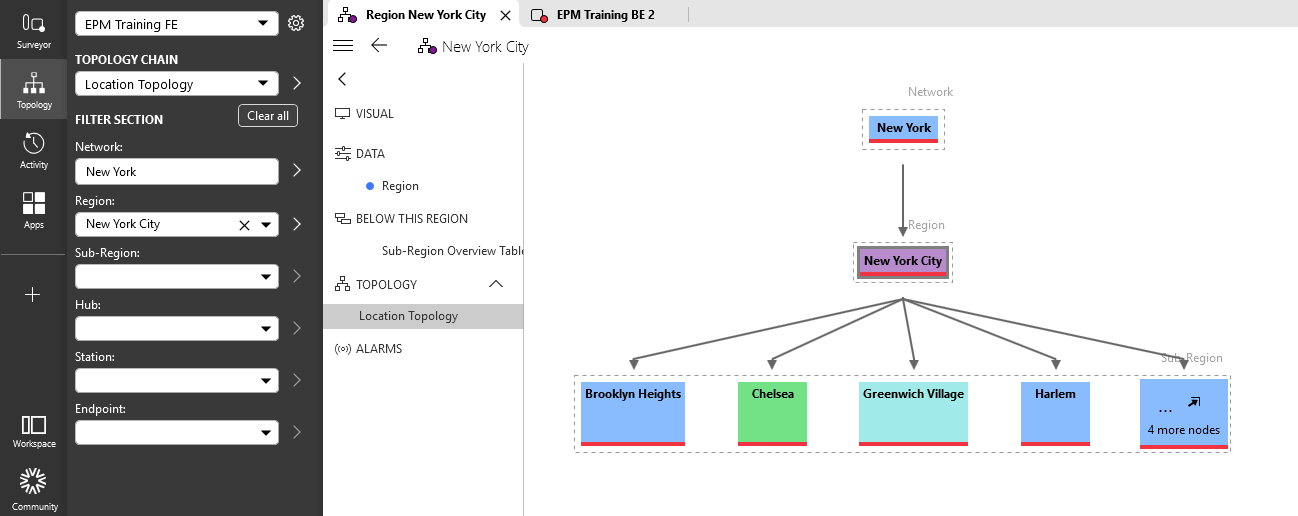 Surveyor
Topology
Activity
Apps
Workspace
Community
EPM Training FE
TOPOLOGY CHAIN
Location Topology
FILTER SECTION
Clear all
Network:
New York
Region:
New York City
Sub-Region:
Hub:
Station:
Endpoint:
Region New York City
EPM Training BE 2
New York City
VISUAL
DATA
Region
BELOW THIS REGION
Sub-Region Overview Table
TOPOLOGY
Location Topology
ALARMS
Network
New York
Region
New York City
Sub-Region
Brooklyn Heights
Chelsea
Greenwich Village
Harlem
...
4 more nodes